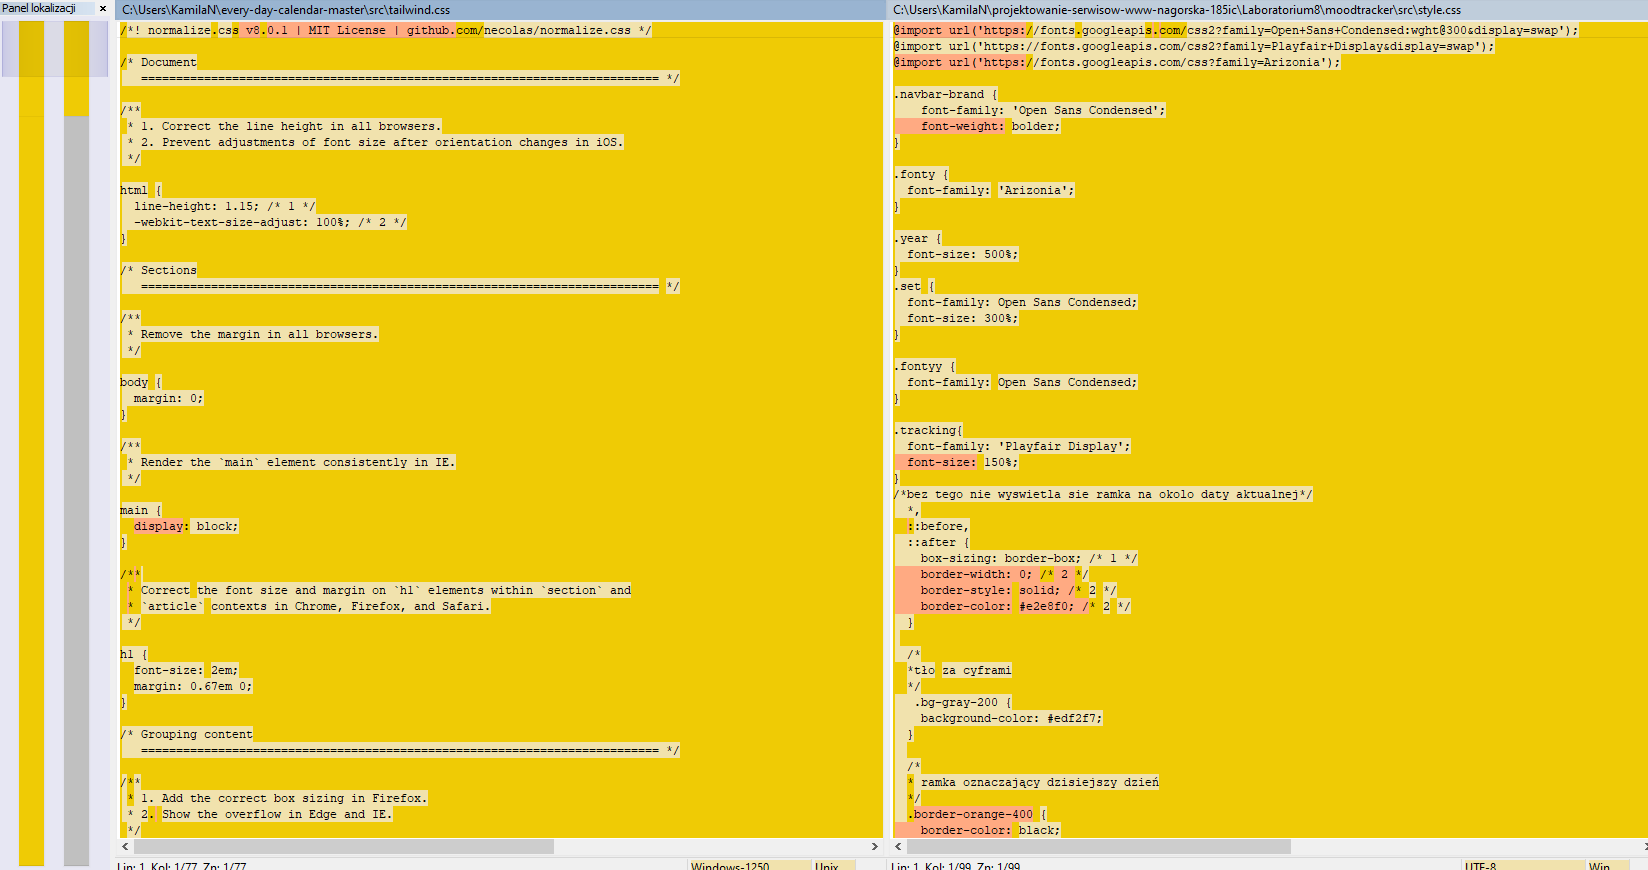 Panel lokalizacji ×
C:\Users\KamilaN\every-day-calendar-master\src\tailwind.css
/*! normalize.css v8.0.1 | MIT License | github.com/necolas/normalize.css */
/* Document
========================================================================== */
/**
* 1. Correct the line height in all browsers.
* 2. Prevent adjustments of font size after orientation changes in iOS.
*/
html {
line-height: 1.15; /* 1 */
-webkit-text-size-adjust: 100%; /* 2 */
}
/* Sections
========================================================================== */
/**
* Remove the margin in all browsers.
*/
body {
margin: 0;
}
/**
* Render the `main` element consistently in IE.
*/
main {
display: block;
}
/**
* Correct the font size and margin on `h1` elements within `section` and
* `article` contexts in Chrome, Firefox, and Safari.
*/
h1 {
font-size: 2em;
margin: 0.67em 0;
}
/* Grouping content
========================================================================== */
/**
* 1. Add the correct box sizing in Firefox.
* 2. Show the overflow in Edge and IE.
*/
Lin: 1 Kol: 1/77 Zn: 1/77 Windows-1250 Unix
C:\Users\KamilaN\projektowanie-serwisow-www-nagorska-185ic\Laboratorium8\moodtracker\src\style.css
@import url('https://fonts.googleapis.com/css2?family=Open+Sans+Condensed:wght@300&display=swap');
@import url('https://fonts.googleapis.com/css2?family=Playfair+Display&display=swap');
@import url('https://fonts.googleapis.com/css?family=Arizonia');
.navbar-brand {
font-family: 'Open Sans Condensed';
font-weight: bolder;
}
.fonty {
font-family: 'Arizonia';
}
.year {
font-size: 500%;
}
.set {
font-family: Open Sans Condensed;
font-size: 300%;
}
.fontyy {
font-family: Open Sans Condensed;
}
.tracking{
font-family: 'Playfair Display';
font-size: 150%;
}
/*bez tego nie wyswietla sie ramka na okolo daty aktualnej*/
*,
::before,
::after {
box-sizing: border-box; /* 1 */
border-width: 0; /* 2 */
border-style: solid; /* 2 */
border-color: #e2e8f0; /* 2 */
}
/*
*tło za cyframi
*/
.bg-gray-200 {
background-color: #edf2f7;
}
/*
* ramka oznaczający dzisiejszy dzień
*/
.border-orange-400 {
border-color: black;
Lin: 1 Kol: 1/99 Zn: 1/99 UTF-8 Win